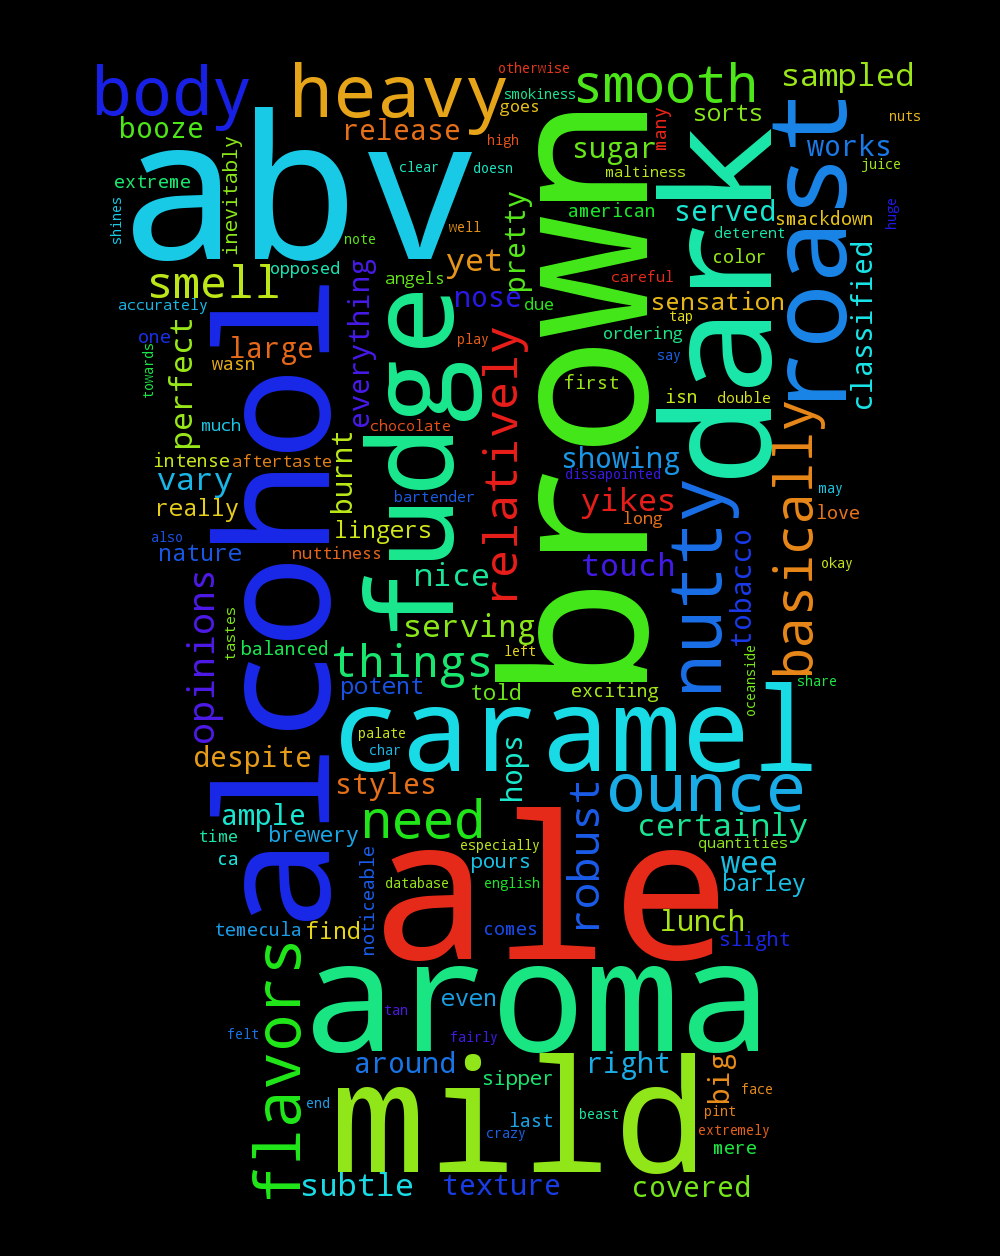 body
heavy
otherwise
smokiness
goes
smooth
sampled
booze
release
high
sugar
many
sorts
works
nuts
abv
clear
doesn
maltiness
juice
extreme
inevitably
american
served
smackdown
huge
shines
note
well
pretty
brown
dark
roast
deterent
color
classified
smell
opposed
angels
yet
careful
accurately
everything
nose
due
sensation
tap
one
large
wasn
play
ordering
say
towards
perfect
alcohol
fudge
relatively
first
isn
double
much
chocolate
basically
intense
aftertaste
burnt
showing
dissapointed
vary
bartender
yikes
may
really
lingers
long
love
also
nature
nuttiness
nice
touch
nutty
tobacco
okay
opinions
tastes
balanced
serving
things
left
oceanside
potent
told
exciting
share
caramel
despite
palate
char
hops
styles
ounce
ample
need
robust
certainly
time
brewery
especially
quantities
ca
noticeable
pours
wee
database
english
barley
ale
temecula
find
comes
lunch
slight
flavors
aroma
tan
even
felt
fairly
around
right
big
sipper
face
mild
end
last
beast
pint
crazy
extremely
mere
subtle
texture
covered